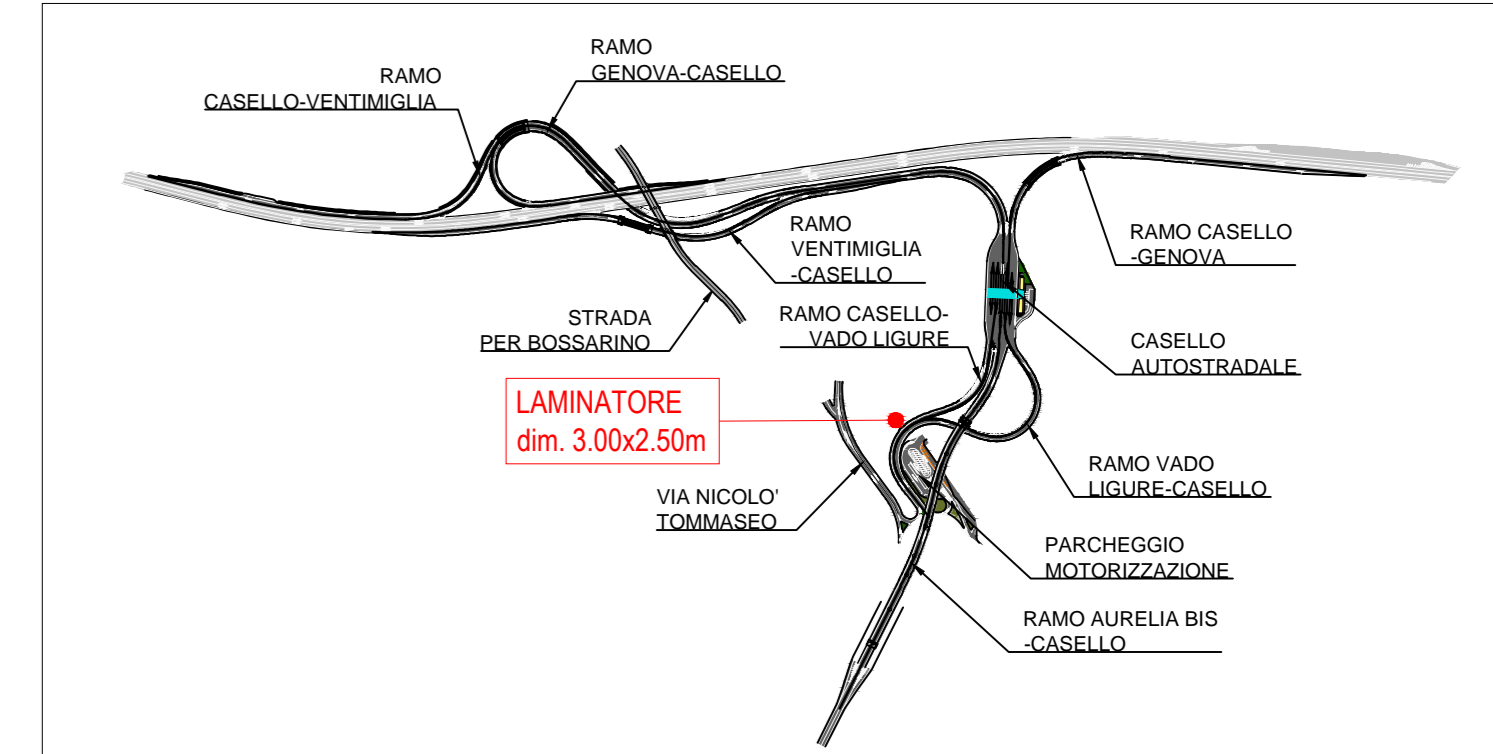 RAMO
GENOVA-CASELLO
RAMO
CASELLO-VENTIMIGLIA
RAMO
VENTIMIGLIA
-CASELLO
RAMO CASELLO
-GENOVA
STRADA
PER BOSSARINO
RAMO CASELLO-
VADO LIGURE
CASELLO
AUTOSTRADALE
LAMINATORE
dim. 3.00x2.50m
RAMO VADO
LIGURE-CASELLO
VIA NICOLO'
TOMMASEO
PARCHEGGIO
MOTORIZZAZIONE
RAMO AURELIA BIS
-CASELLO